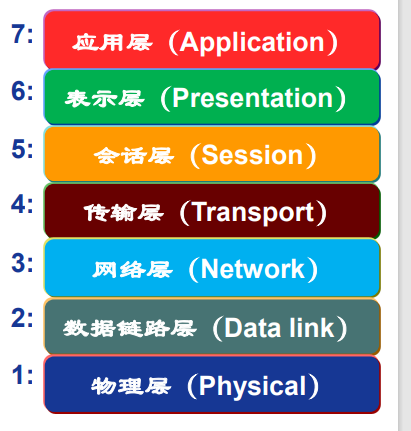 7: 应用层（Application）
6: 表示层（Presentation）
5: 会话层（Session）
4: 传输层（Transport）
3: 网络层（Network）
2: 数据链路层（Data link）
1: 物理层（Physical）